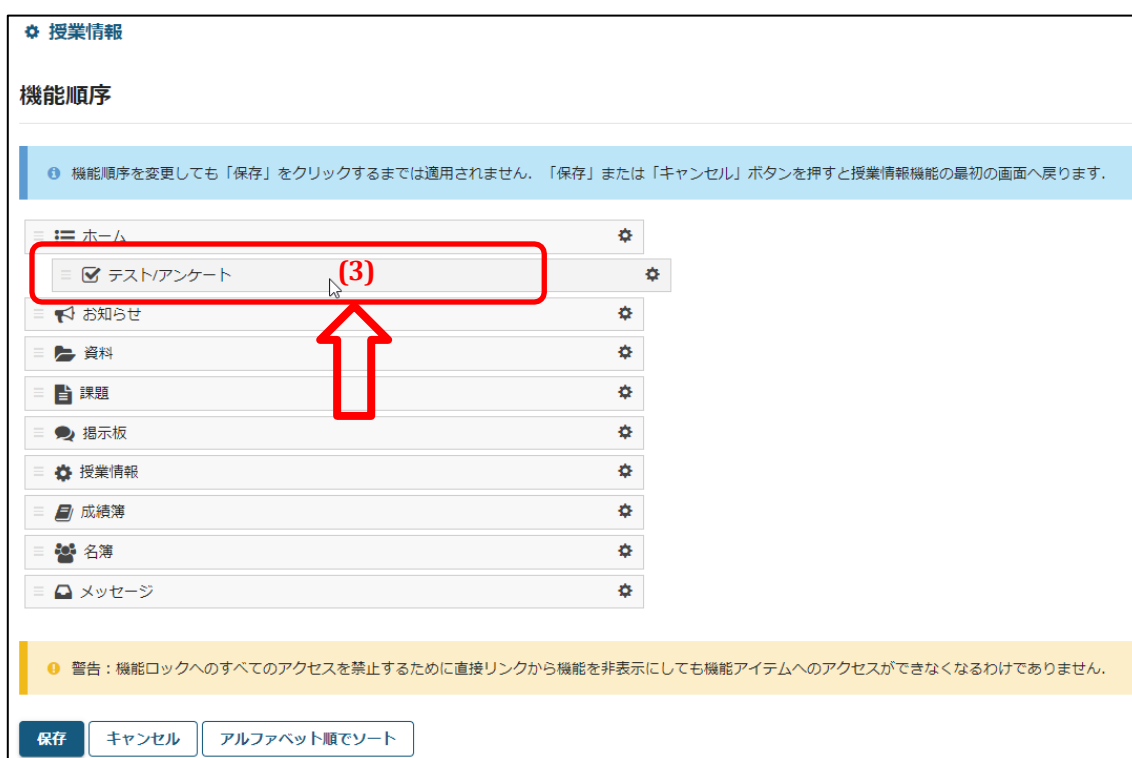 授業情報
機能順序
機能順序を変更しても「保存」をクリックするまでは適用されません．「保存」または「キャンセル」ボタンを押すと授業情報機能の最初の画面へ戻ります．
ホーム
テスト/アンケート (3)
お知らせ
資料
課題
掲示板
授業情報
成績簿
名簿
メッセージ
警告：機能ロックへのすべてのアクセスを禁止するために直接リンクから機能を非表示にしても機能アイテムへのアクセスができなくなるわけでありません．
保存 キャンセル アルファベット順でソート